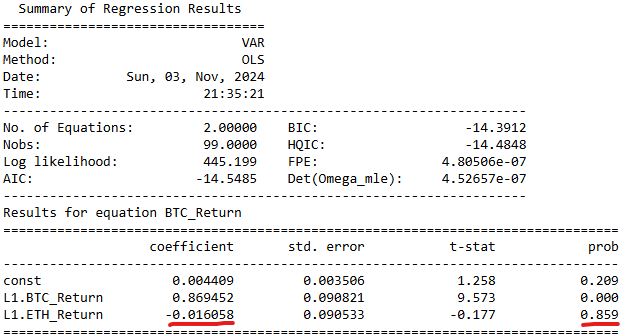 Summary of Regression Results
==================================
Model:                         VAR
Method:                        OLS
Date:           Sun, 03, Nov, 2024
Time:                     21:35:21
--------------------------------------------------------------------
No. of Equations:         2.00000    BIC:                   -14.3912
Nobs:                     99.0000    HQIC:                  -14.4848
Log likelihood:           445.199    FPE:                4.80506e-07
AIC:                     -14.5485    Det(Omega_mle):     4.52657e-07
--------------------------------------------------------------------
Results for equation BTC_Return
================================================================================
coefficient       std. error           t-stat            prob
--------------------------------------------------------------------------------
const                 0.004409         0.003506            1.258           0.209
L1.BTC_Return         0.869452         0.090821            9.573           0.000
L1.ETH_Return        -0.016058         0.090533           -0.177           0.859
================================================================================